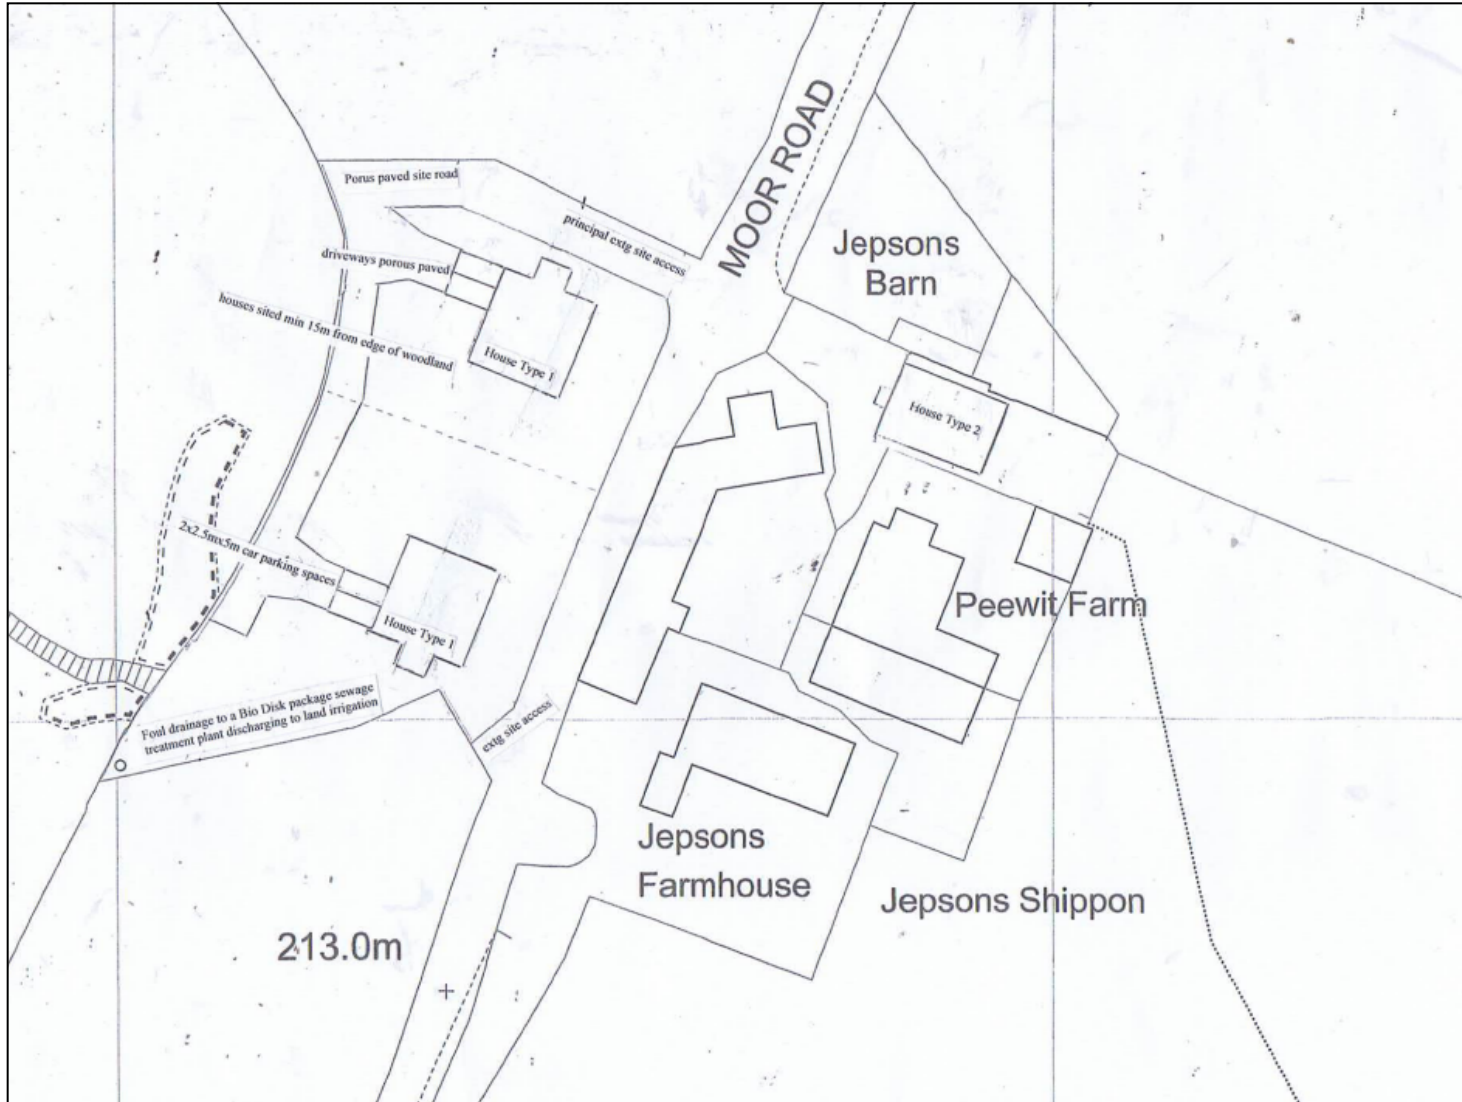 MOOR ROAD
Porus paved site road
principal extg site access
Jepsons
Barn
driveways porous paved
houses sited min 15m from edge of woodland
House Type 1
House Type 2
2x2.5mx5m car parking spaces
Peewit Farm
House Type 1
Foul drainage to a Bio Disk package sewage
treatment plant discharging to land irrigation
extg site access
Jepsons
Farmhouse
Jepsons Shippon
213.0m